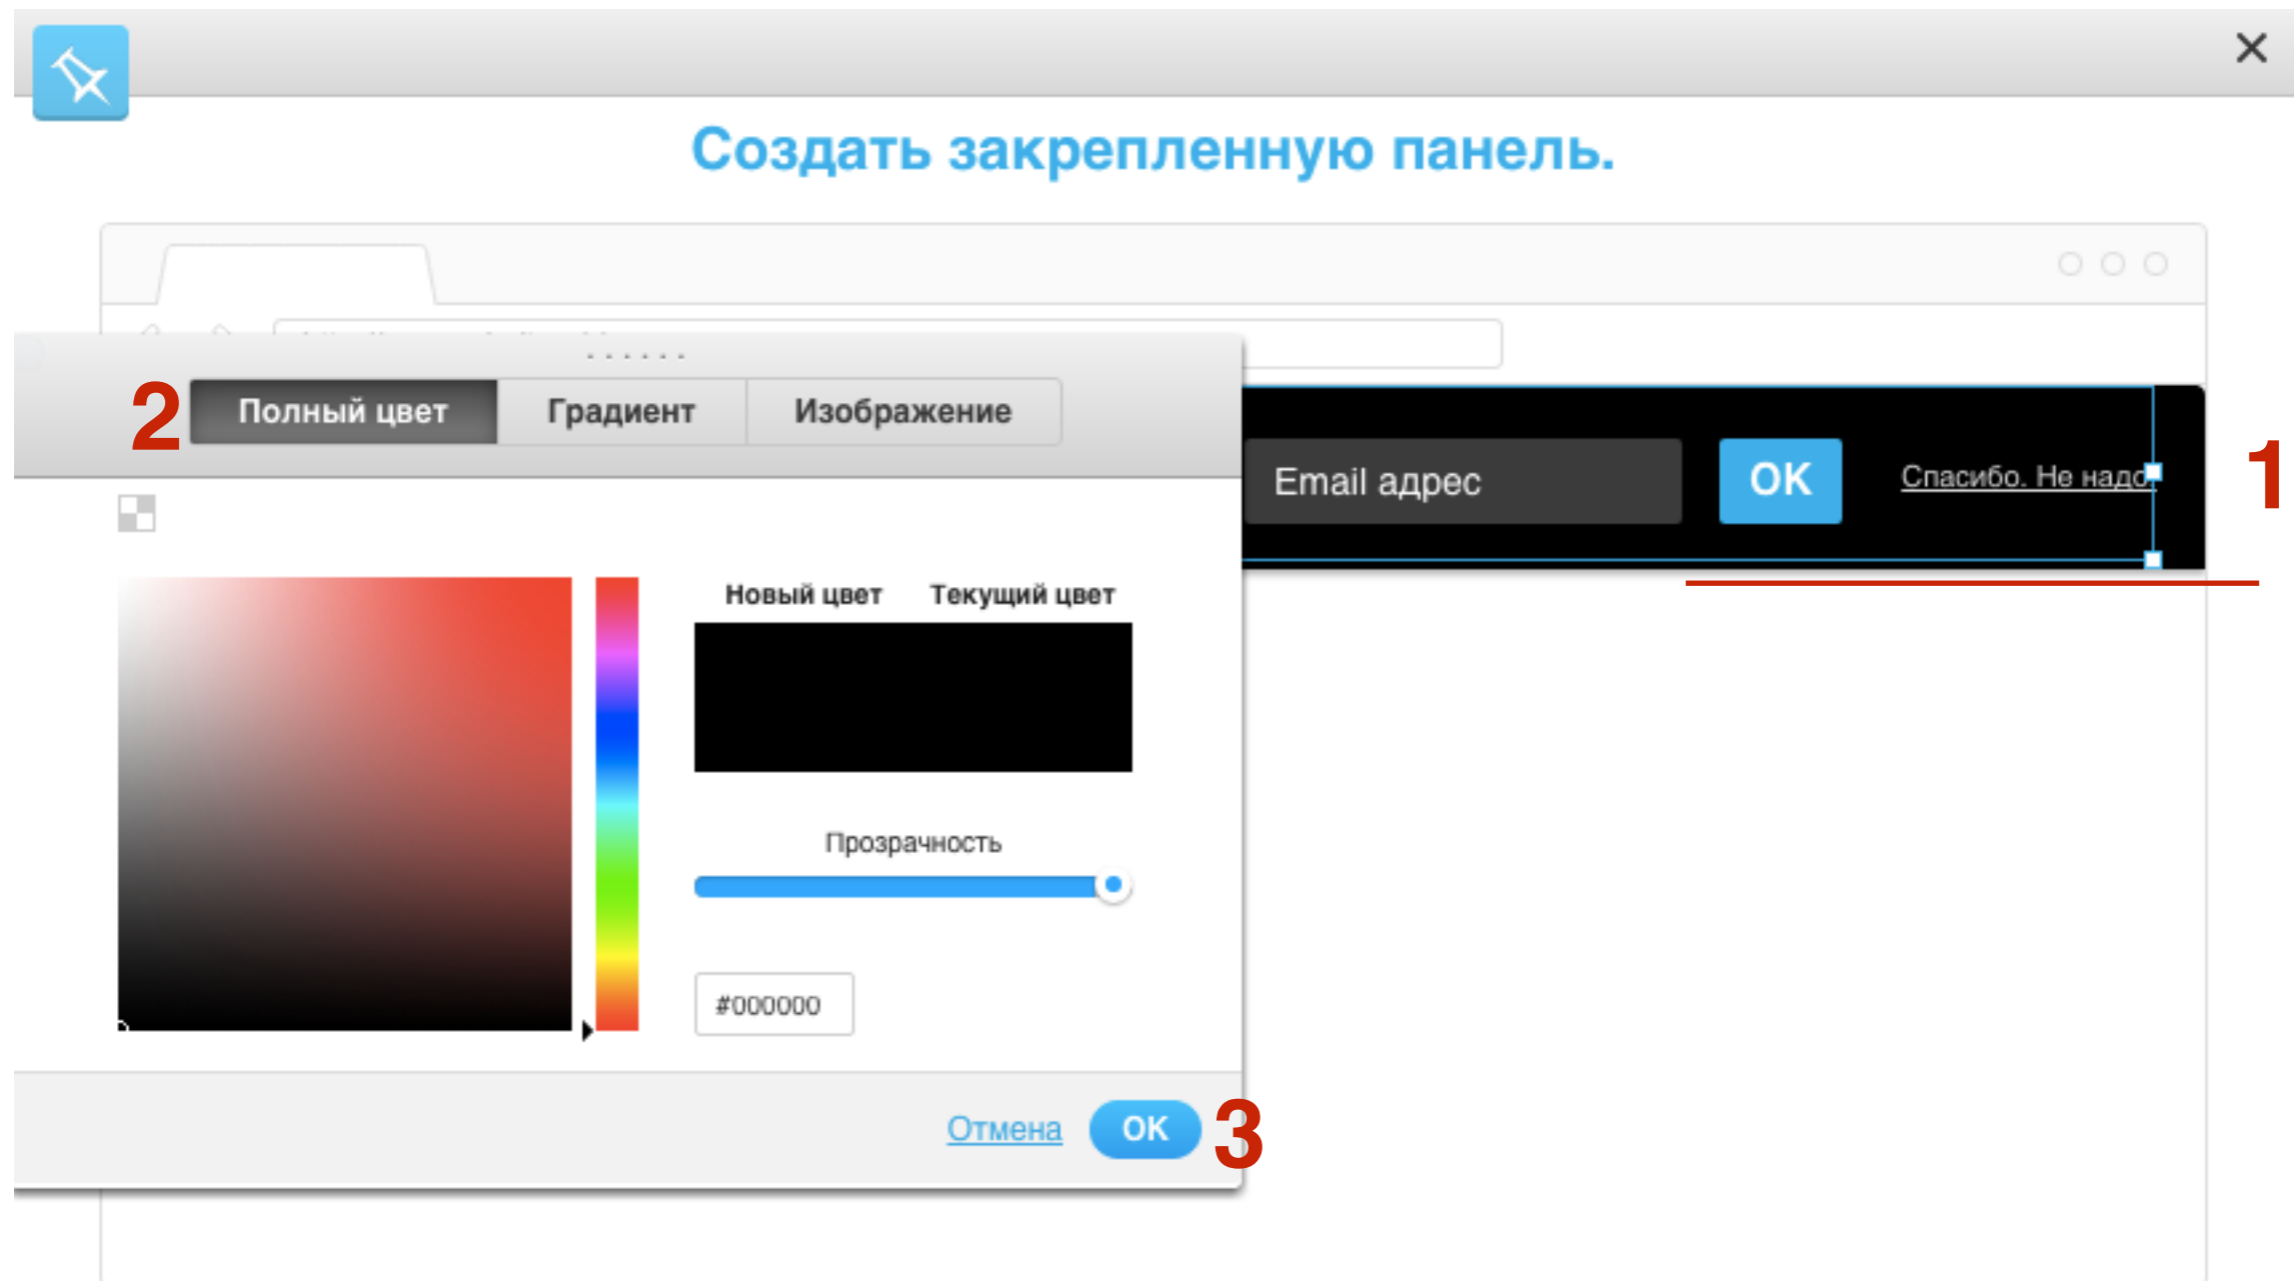 Создать закрепленную панель.
2
Полный цвет
Градиент
Изображение
Email адрес
OK
Спасибо. Не надо.
1
Новый цвет
Текущий цвет
Прозрачность
#000000
Отмена
OK
3